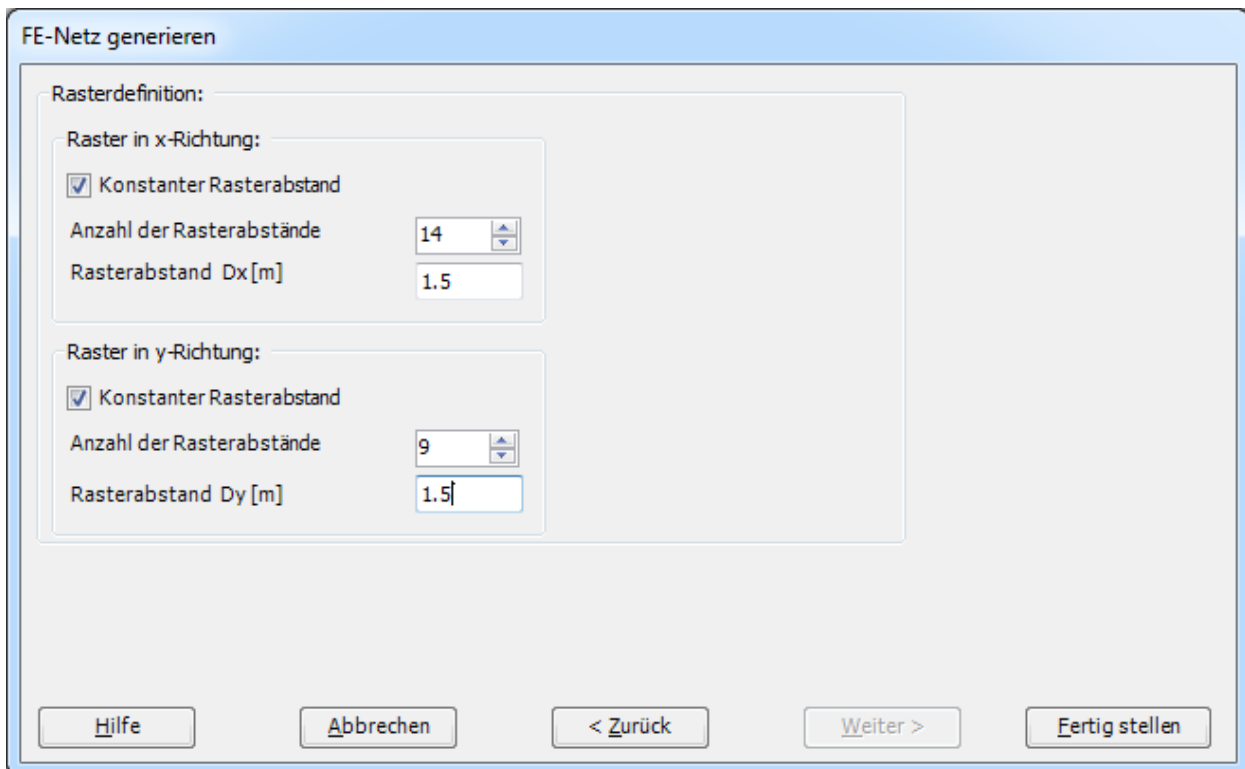 FE-Netz generieren
Rasterdefinition:
Raster in x-Richtung:
Konstanter Rasterabstand
Anzahl der Rasterabstände 14
Rasterabstand Dx [m] 1.5
Raster in y-Richtung:
Konstanter Rasterabstand
Anzahl der Rasterabstände 9
Rasterabstand Dy [m] 1.5
Hilfe Abbrechen < Zurück Weiter > Fertig stellen